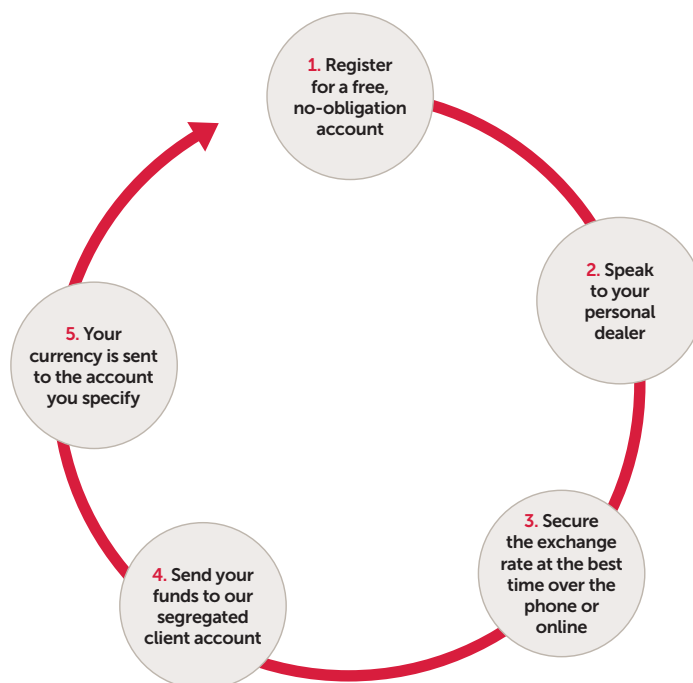 1. Register
for a free,
no-obligation
account
2. Speak
to your
personal
dealer
3. Secure
the exchange
rate at the best
time over the
phone or
online
4. Send your
funds to our
segregated
client account
5. Your
currency is sent
to the account
you specify